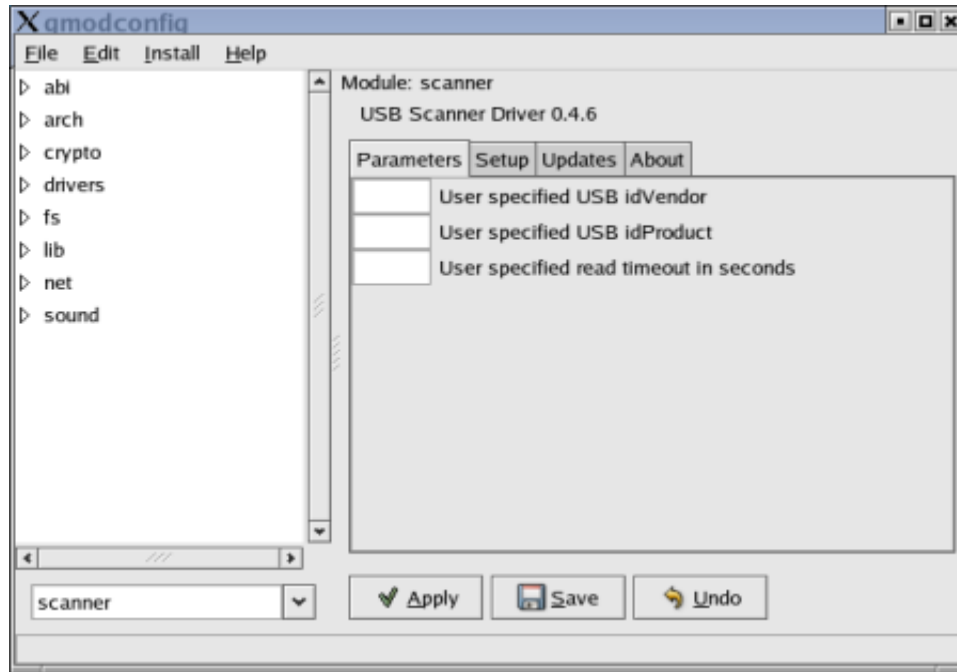 gmodconfig
File Edit Install Help
abi
arch
crypto
drivers
fs
lib
net
sound
scanner
Module: scanner
USB Scanner Driver 0.4.6
Parameters Setup Updates About
User specified USB idVendor
User specified USB idProduct
User specified read timeout in seconds
Apply Save Undo